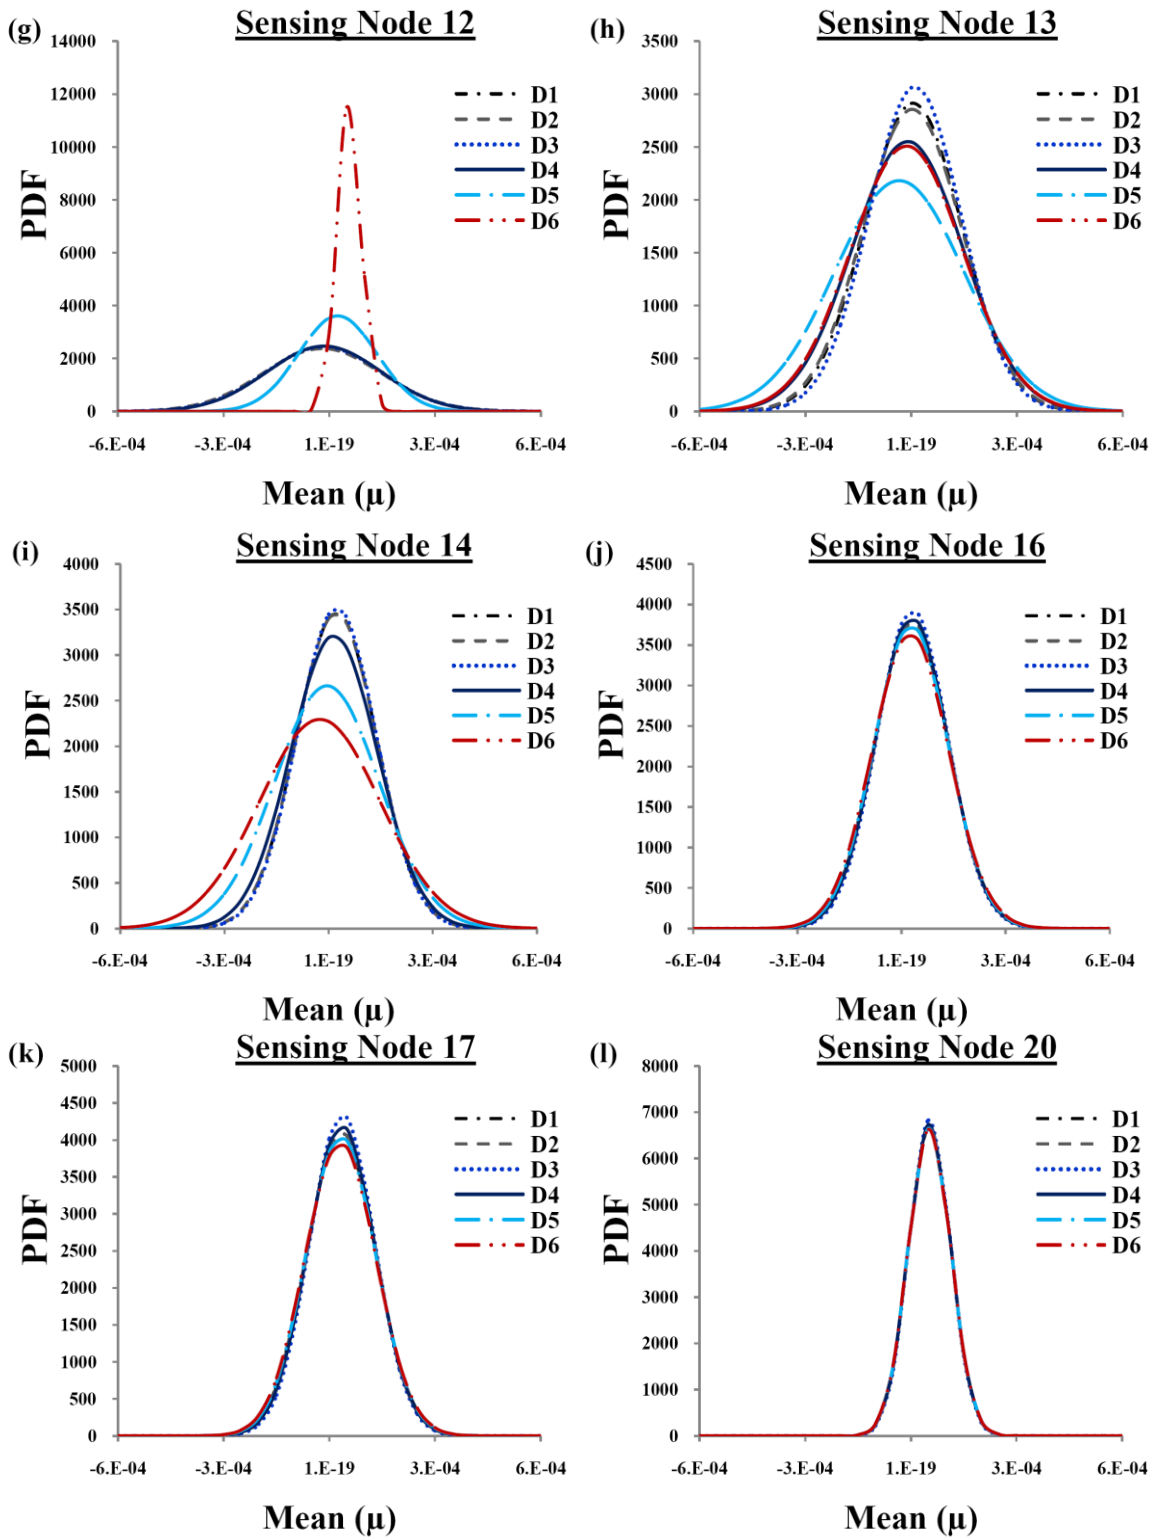 (g)
Sensing Node 12
14000
12000
10000
8000
6000
4000
2000
0
PDF
D1
D2
D3
D4
D5
D6
-6.E-04 -3.E-04 1.E-19 3.E-04 6.E-04
Mean (μ)
(h)
Sensing Node 13
3500
3000
2500
2000
1500
1000
500
0
PDF
D1
D2
D3
D4
D5
D6
-6.E-04 -3.E-04 1.E-19 3.E-04 6.E-04
Mean (μ)
(i)
Sensing Node 14
4000
3500
3000
2500
2000
1500
1000
500
0
PDF
D1
D2
D3
D4
D5
D6
-6.E-04 -3.E-04 1.E-19 3.E-04 6.E-04
Mean (μ)
(j)
Sensing Node 16
4500
4000
3500
3000
2500
2000
1500
1000
500
0
PDF
D1
D2
D3
D4
D5
D6
-6.E-04 -3.E-04 1.E-19 3.E-04 6.E-04
Mean (μ)
(k)
Sensing Node 17
5000
4500
4000
3500
3000
2500
2000
1500
1000
500
0
PDF
D1
D2
D3
D4
D5
D6
-6.E-04 -3.E-04 1.E-19 3.E-04 6.E-04
Mean (μ)
(l)
Sensing Node 20
8000
7000
6000
5000
4000
3000
2000
1000
0
PDF
D1
D2
D3
D4
D5
D6
-6.E-04 -3.E-04 1.E-19 3.E-04 6.E-04
Mean (μ)